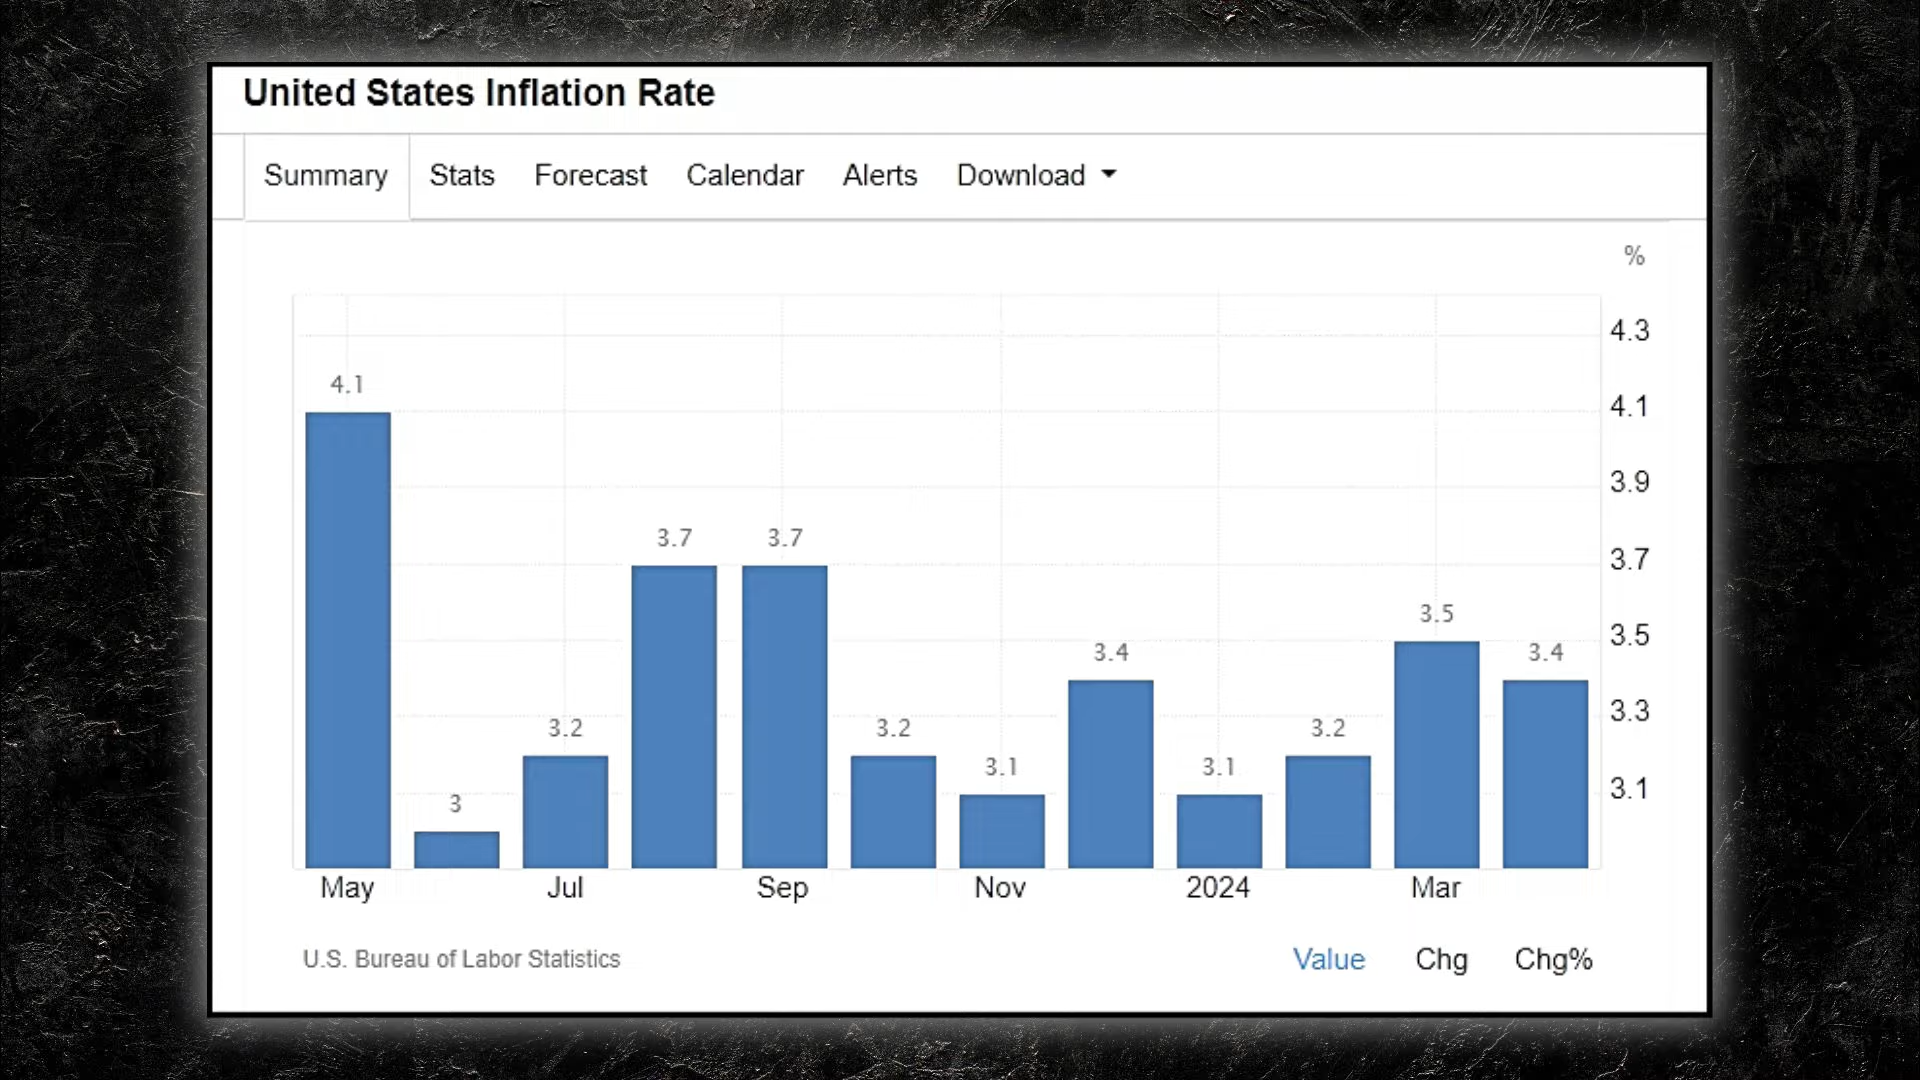 United States Inflation Rate
Summary Stats Forecast Calendar Alerts Download
%
4.3
4.1
3.9
3.7
3.5
3.3
3.1
4.1 3 3.2 3.7 3.7 3.2 3.1 3.4 3.1 3.2 3.5 3.4
May Jul Sep Nov 2024 Mar
U.S. Bureau of Labor Statistics
Value Chg Chg%